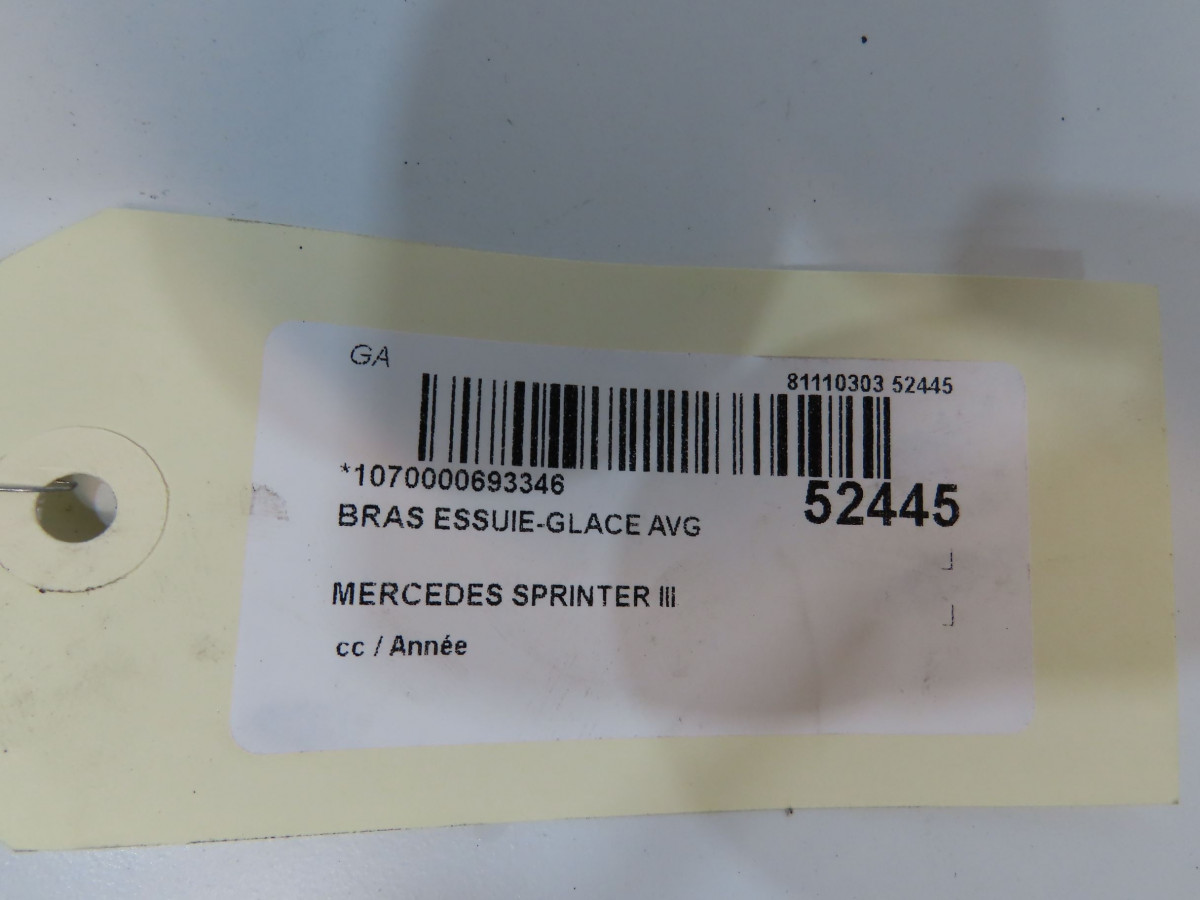 GA
81110303 52445
*1070000693346
52445
BRAS ESSUIE-GLACE AVG
MERCEDES SPRINTER III
cc / Année